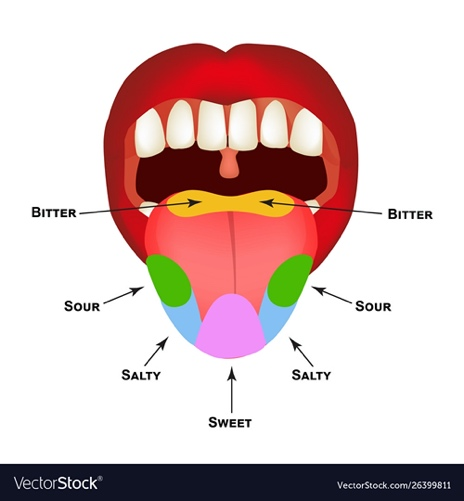 Bitter
Bitter
Sour
Sour
Salty
Salty
Sweet
VectorStock®
VectorStock.com/26399811